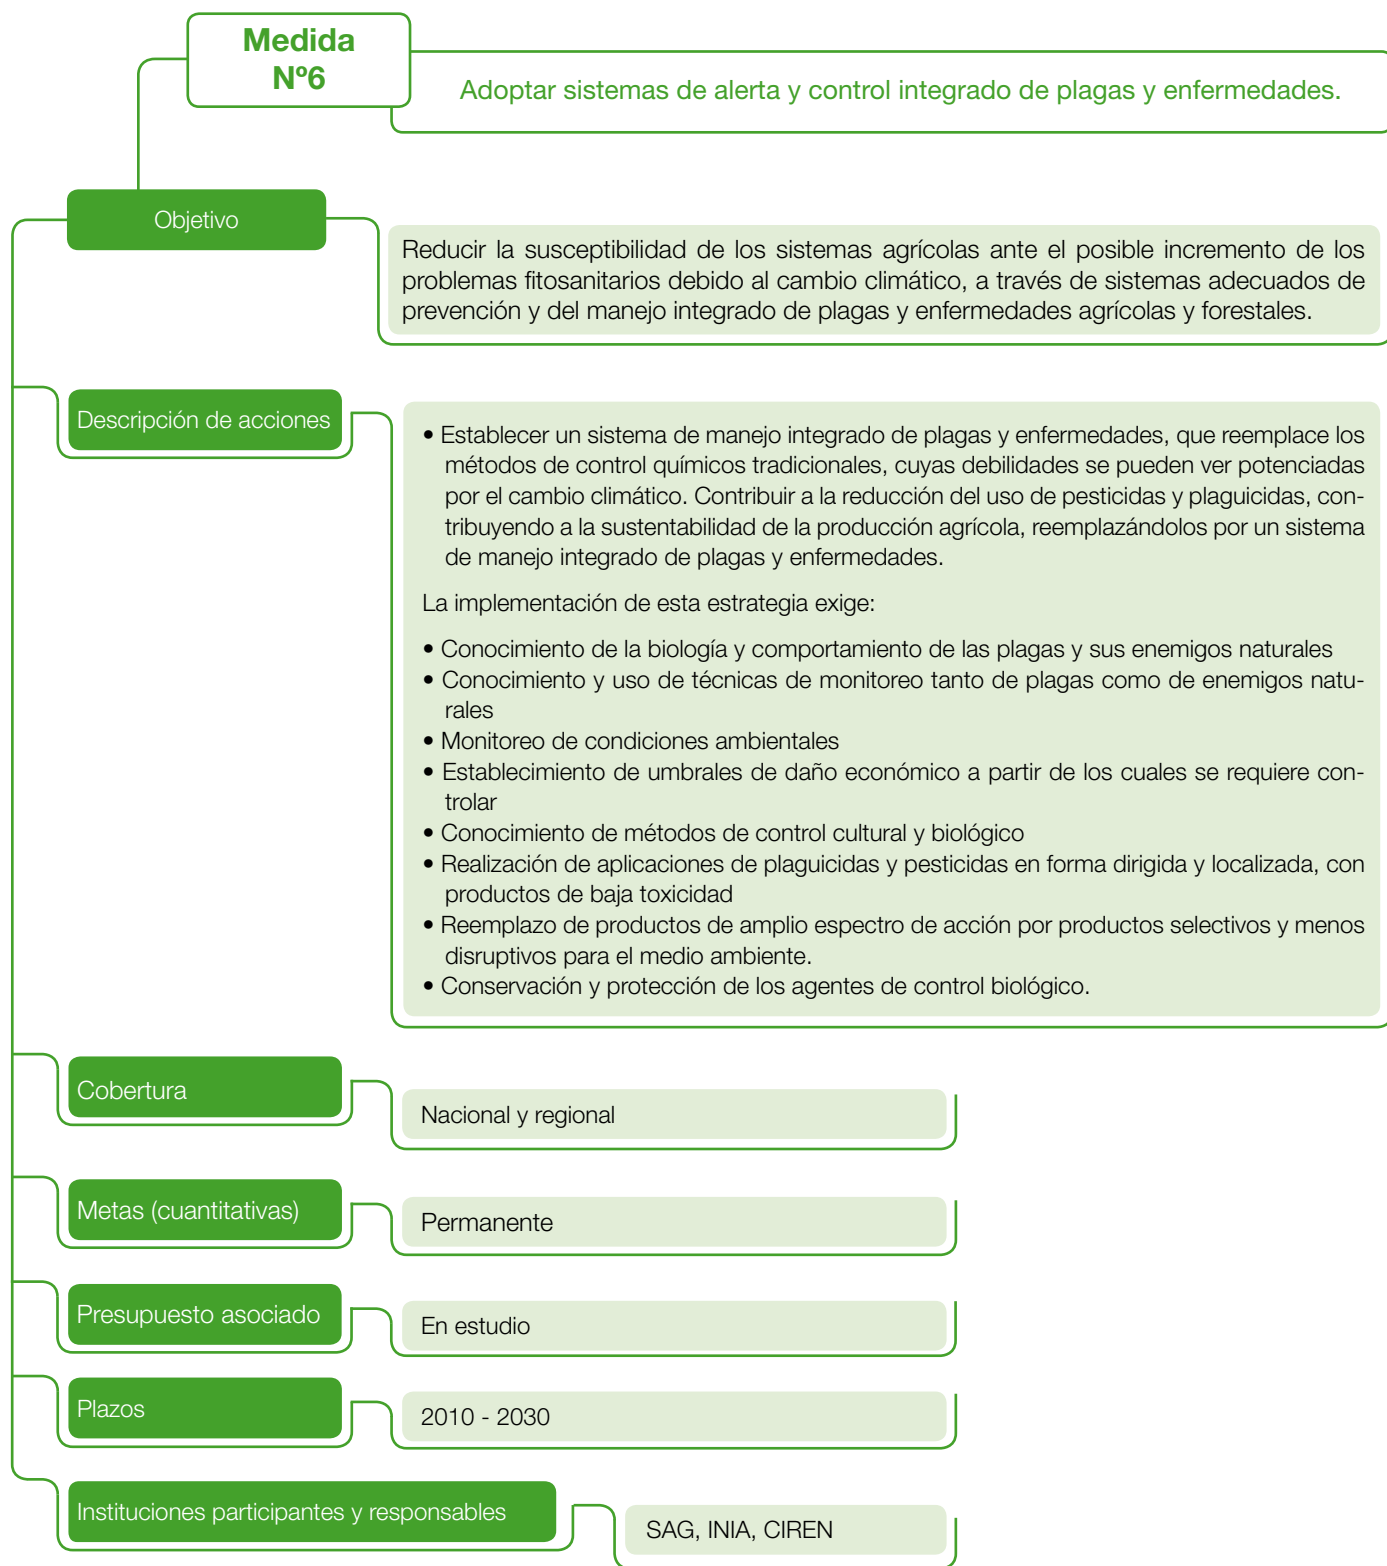 Medida
Nº6
Adoptar sistemas de alerta y control integrado de plagas y enfermedades.
Objetivo
Reducir la susceptibilidad de los sistemas agrícolas ante el posible incremento de los
problemas fitosanitarios debido al cambio climático, a través de sistemas adecuados de
prevención y del manejo integrado de plagas y enfermedades agrícolas y forestales.
Descripción de acciones
• Establecer un sistema de manejo integrado de plagas y enfermedades, que reemplace los
métodos de control químicos tradicionales, cuyas debilidades se pueden ver potenciadas
por el cambio climático. Contribuir a la reducción del uso de pesticidas y plaguicidas, con-
tribuyendo a la sustentabilidad de la producción agrícola, reemplazándolos por un sistema
de manejo integrado de plagas y enfermedades.
La implementación de esta estrategia exige:
• Conocimiento de la biología y comportamiento de las plagas y sus enemigos naturales
• Conocimiento y uso de técnicas de monitoreo tanto de plagas como de enemigos natu-
rales
• Monitoreo de condiciones ambientales
• Establecimiento de umbrales de daño económico a partir de los cuales se requiere con-
trolar
• Conocimiento de métodos de control cultural y biológico
• Realización de aplicaciones de plaguicidas y pesticidas en forma dirigida y localizada, con
productos de baja toxicidad
• Reemplazo de productos de amplio espectro de acción por productos selectivos y menos
disruptivos para el medio ambiente.
• Conservación y protección de los agentes de control biológico.
Cobertura
Nacional y regional
Metas (cuantitativas)
Permanente
Presupuesto asociado
En estudio
Plazos
2010 - 2030
Instituciones participantes y responsables
SAG, INIA, CIREN